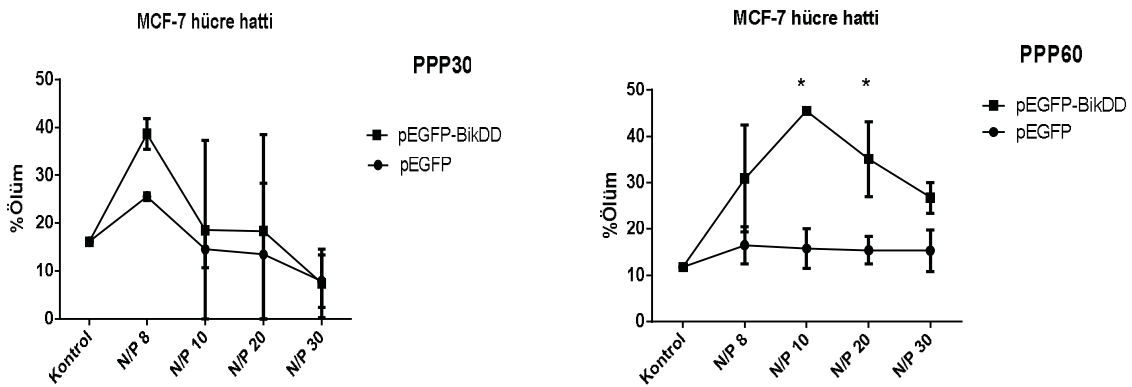 MCF-7 hücre hatti
PPP30
pEGFP-BikDD
pEGFP
%Ölüm
50
40
30
20
10
0
Kontrol
N/P 8
N/P 10
N/P 20
N/P 30
MCF-7 hücre hatti
PPP60
pEGFP-BikDD
pEGFP
%Ölüm
50
40
30
20
10
0
* *
Kontrol
N/P 8
N/P 10
N/P 20
N/P 30